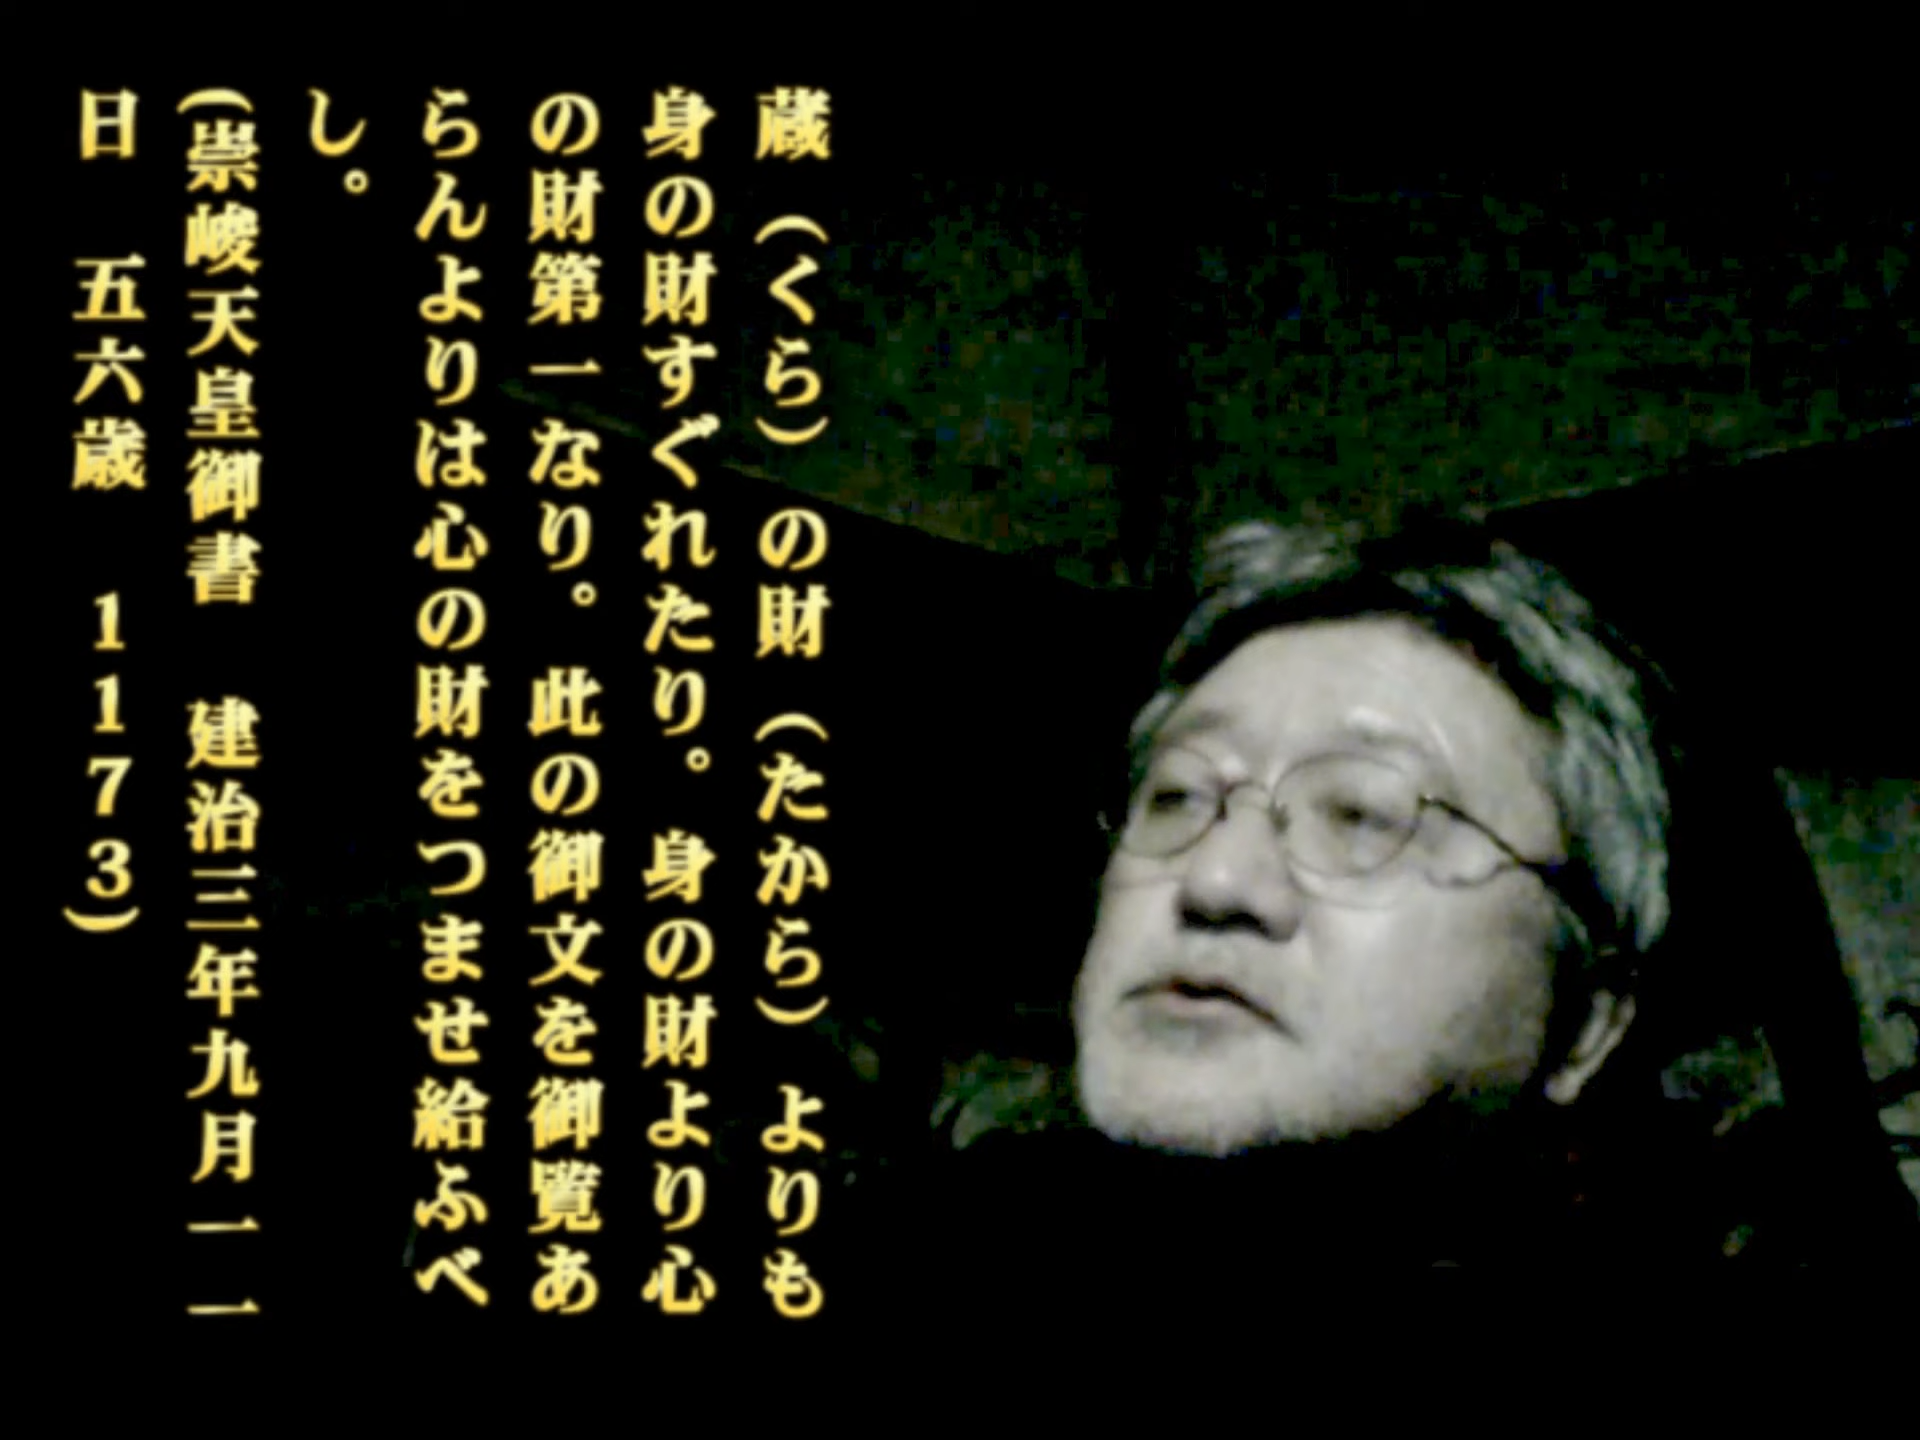 蔵（くら）の財（たから）よりも
身の財すぐれたり。身の財より心
の財第一なり。此の御文を御覧あ
らんよりは心の財をつませ給ふべ
し。
(崇峻天皇御書　建治三年九月一一
日　五六歳　１１７３)